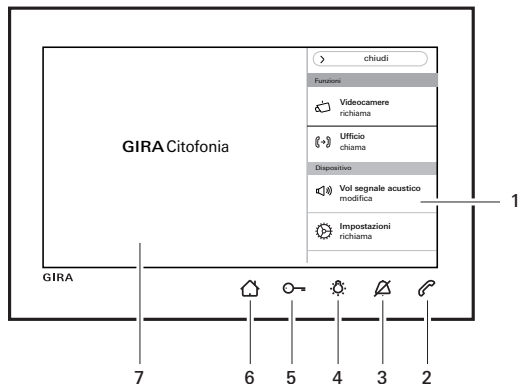 chiudi
Funzioni
Videocamere
richiama
Ufficio
chiama
GIRA Citofonia
Dispositivo
Vol segnale acustico
modifica
1
Impostazioni
richiama
GIRA
7
6
5
4
3
2